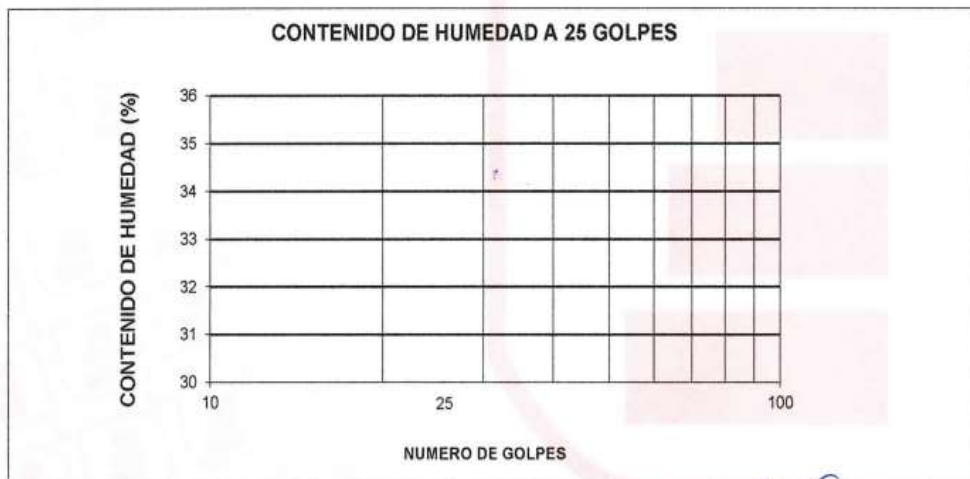 CONTENIDO DE HUMEDAD A 25 GOLPES
CONTENIDO DE HUMEDAD (%)
36
35
34
33
32
31
30
10 25 100
NUMERO DE GOLPES